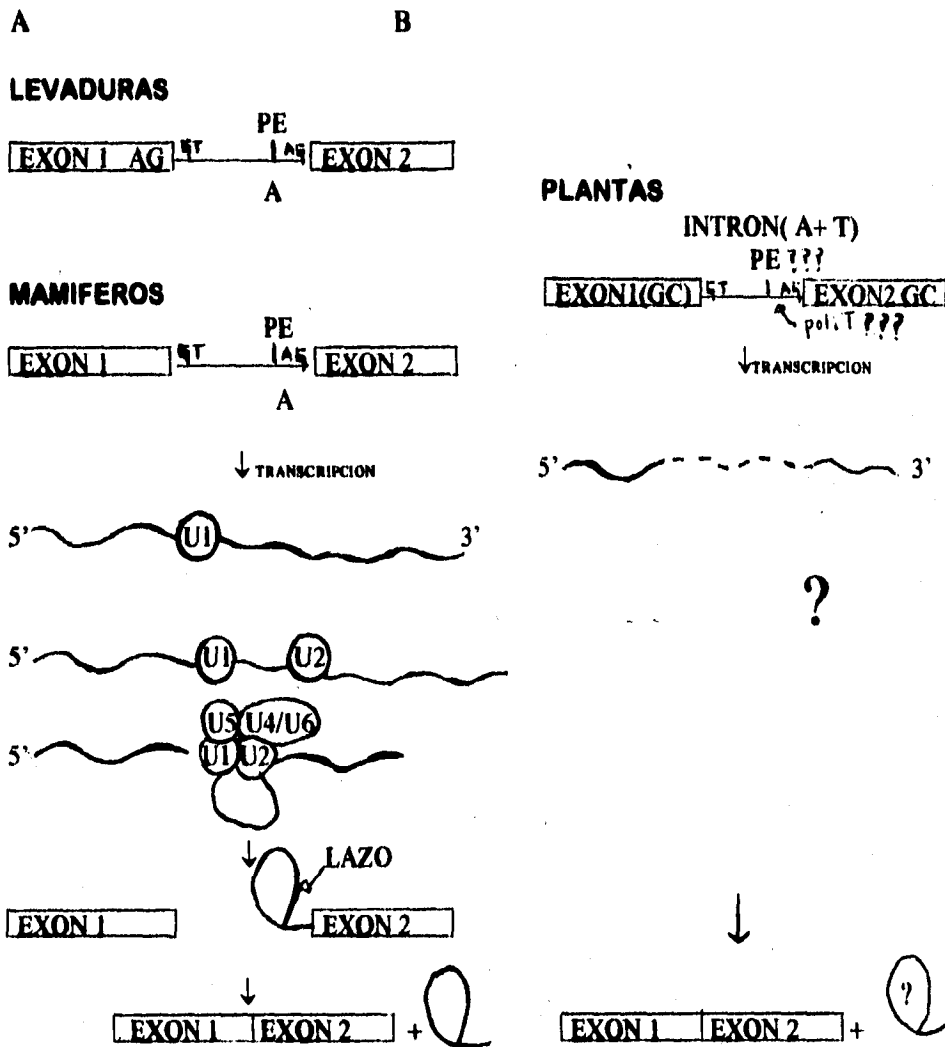 A
B
LEVADURAS
PE
EXON 1 AG GT AG EXON 2
A
MAMIFEROS
PE
EXON 1 GT AG EXON 2
A
↓ TRANSCRIPCION
5' U1 3'
5' U1 U2
U5 U4/U6
5' U1 U2
LAZO
EXON 1 EXON 2
EXON 1 EXON 2 +
PLANTAS
INTRON( A+ T)
PE ???
EXON1(GC) GT AG EXON2 GC
poliT ???
↓TRANSCRIPCION
5' 3'
?
?
EXON 1 EXON 2 +